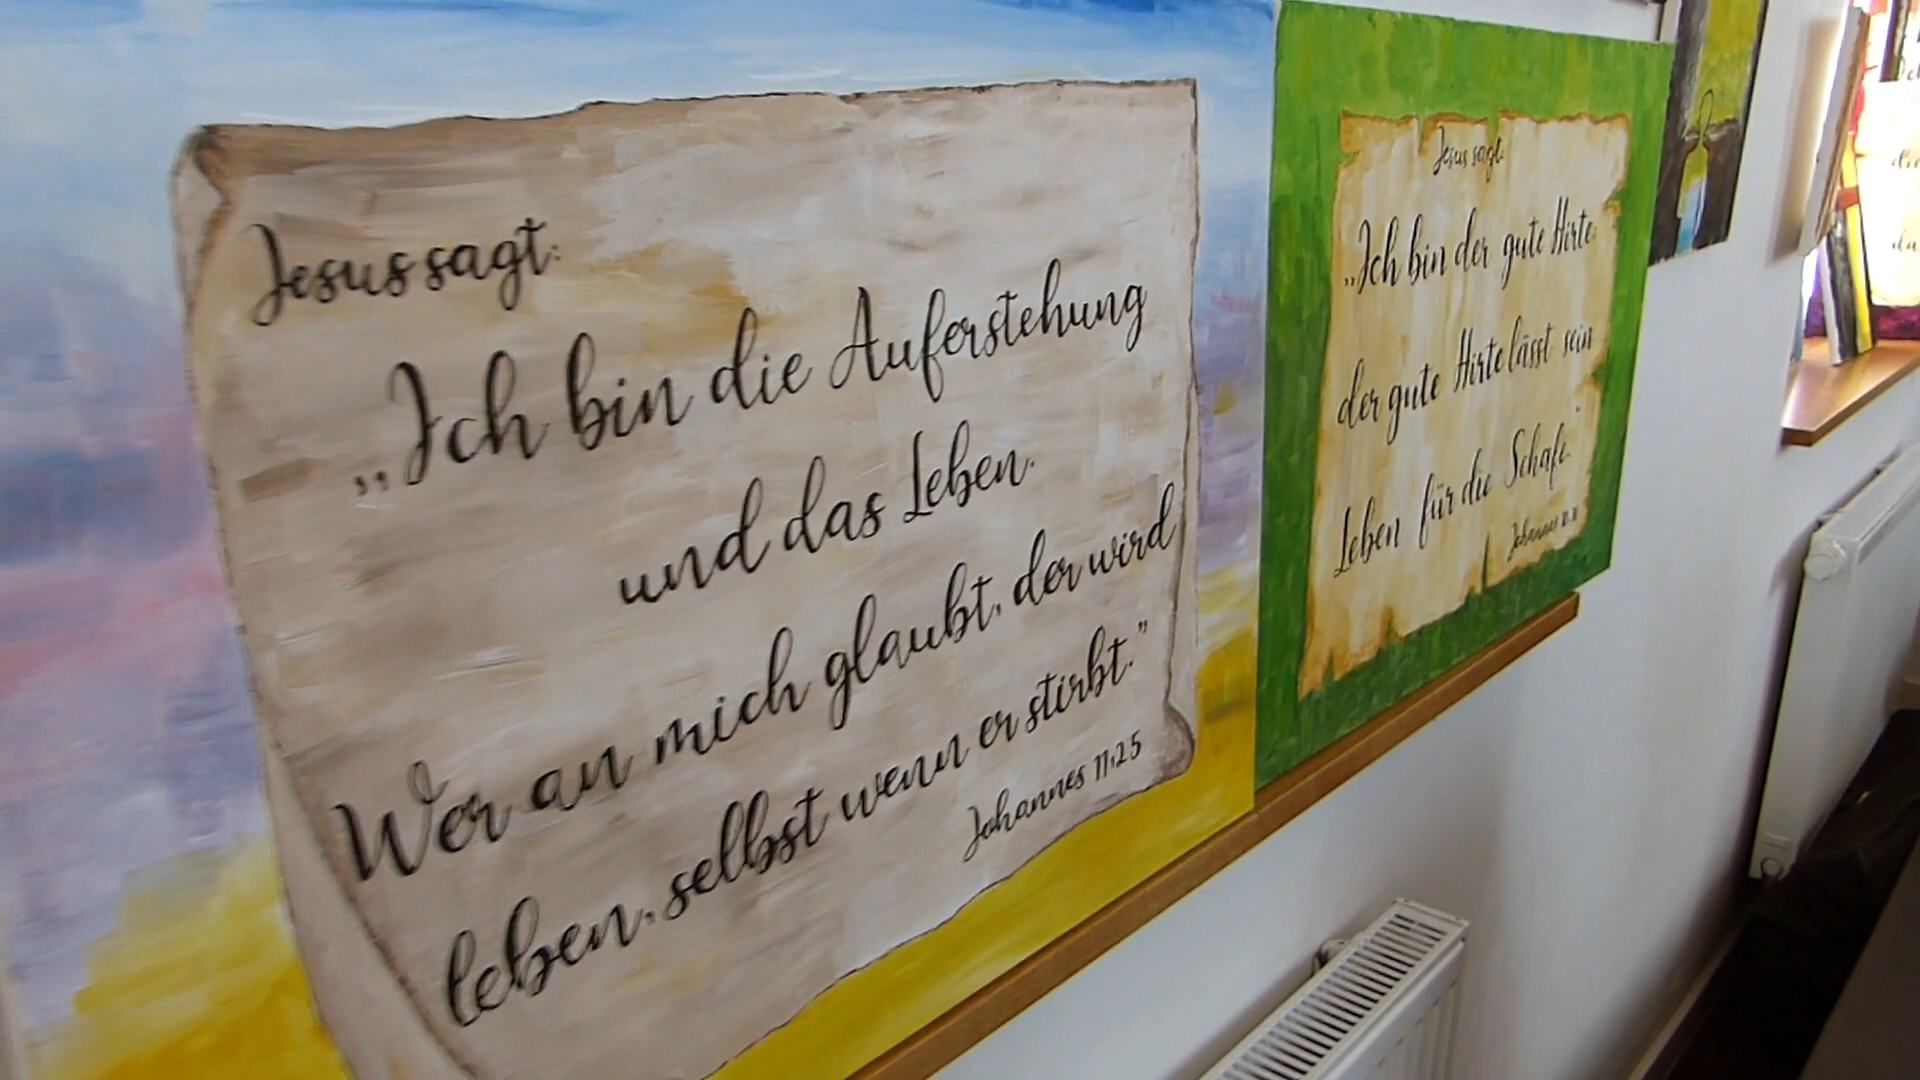 Jesus sagt:
„Ich bin die Auferstehung
und das Leben.
Wer an mich glaubt, der wird
leben, selbst wenn er stirbt.”
Johannes 11,25
Jesus sagt:
„Ich bin der gute Hirte.
der gute Hirte lässt sein
Leben für die Schafe.”
Johannes